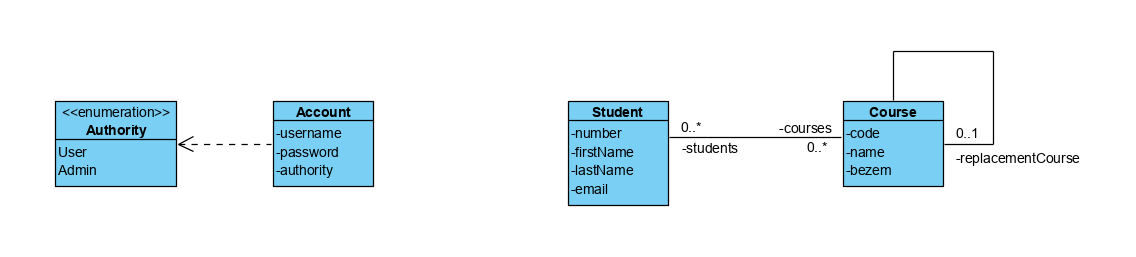 <<enumeration>>
Authority
User
Admin
Account
-username
-password
-authority
Student
-number
-firstName
-lastName
-email
0..*
-students
-courses
0..*
Course
-code
-name
-bezem
0..1
-replacementCourse